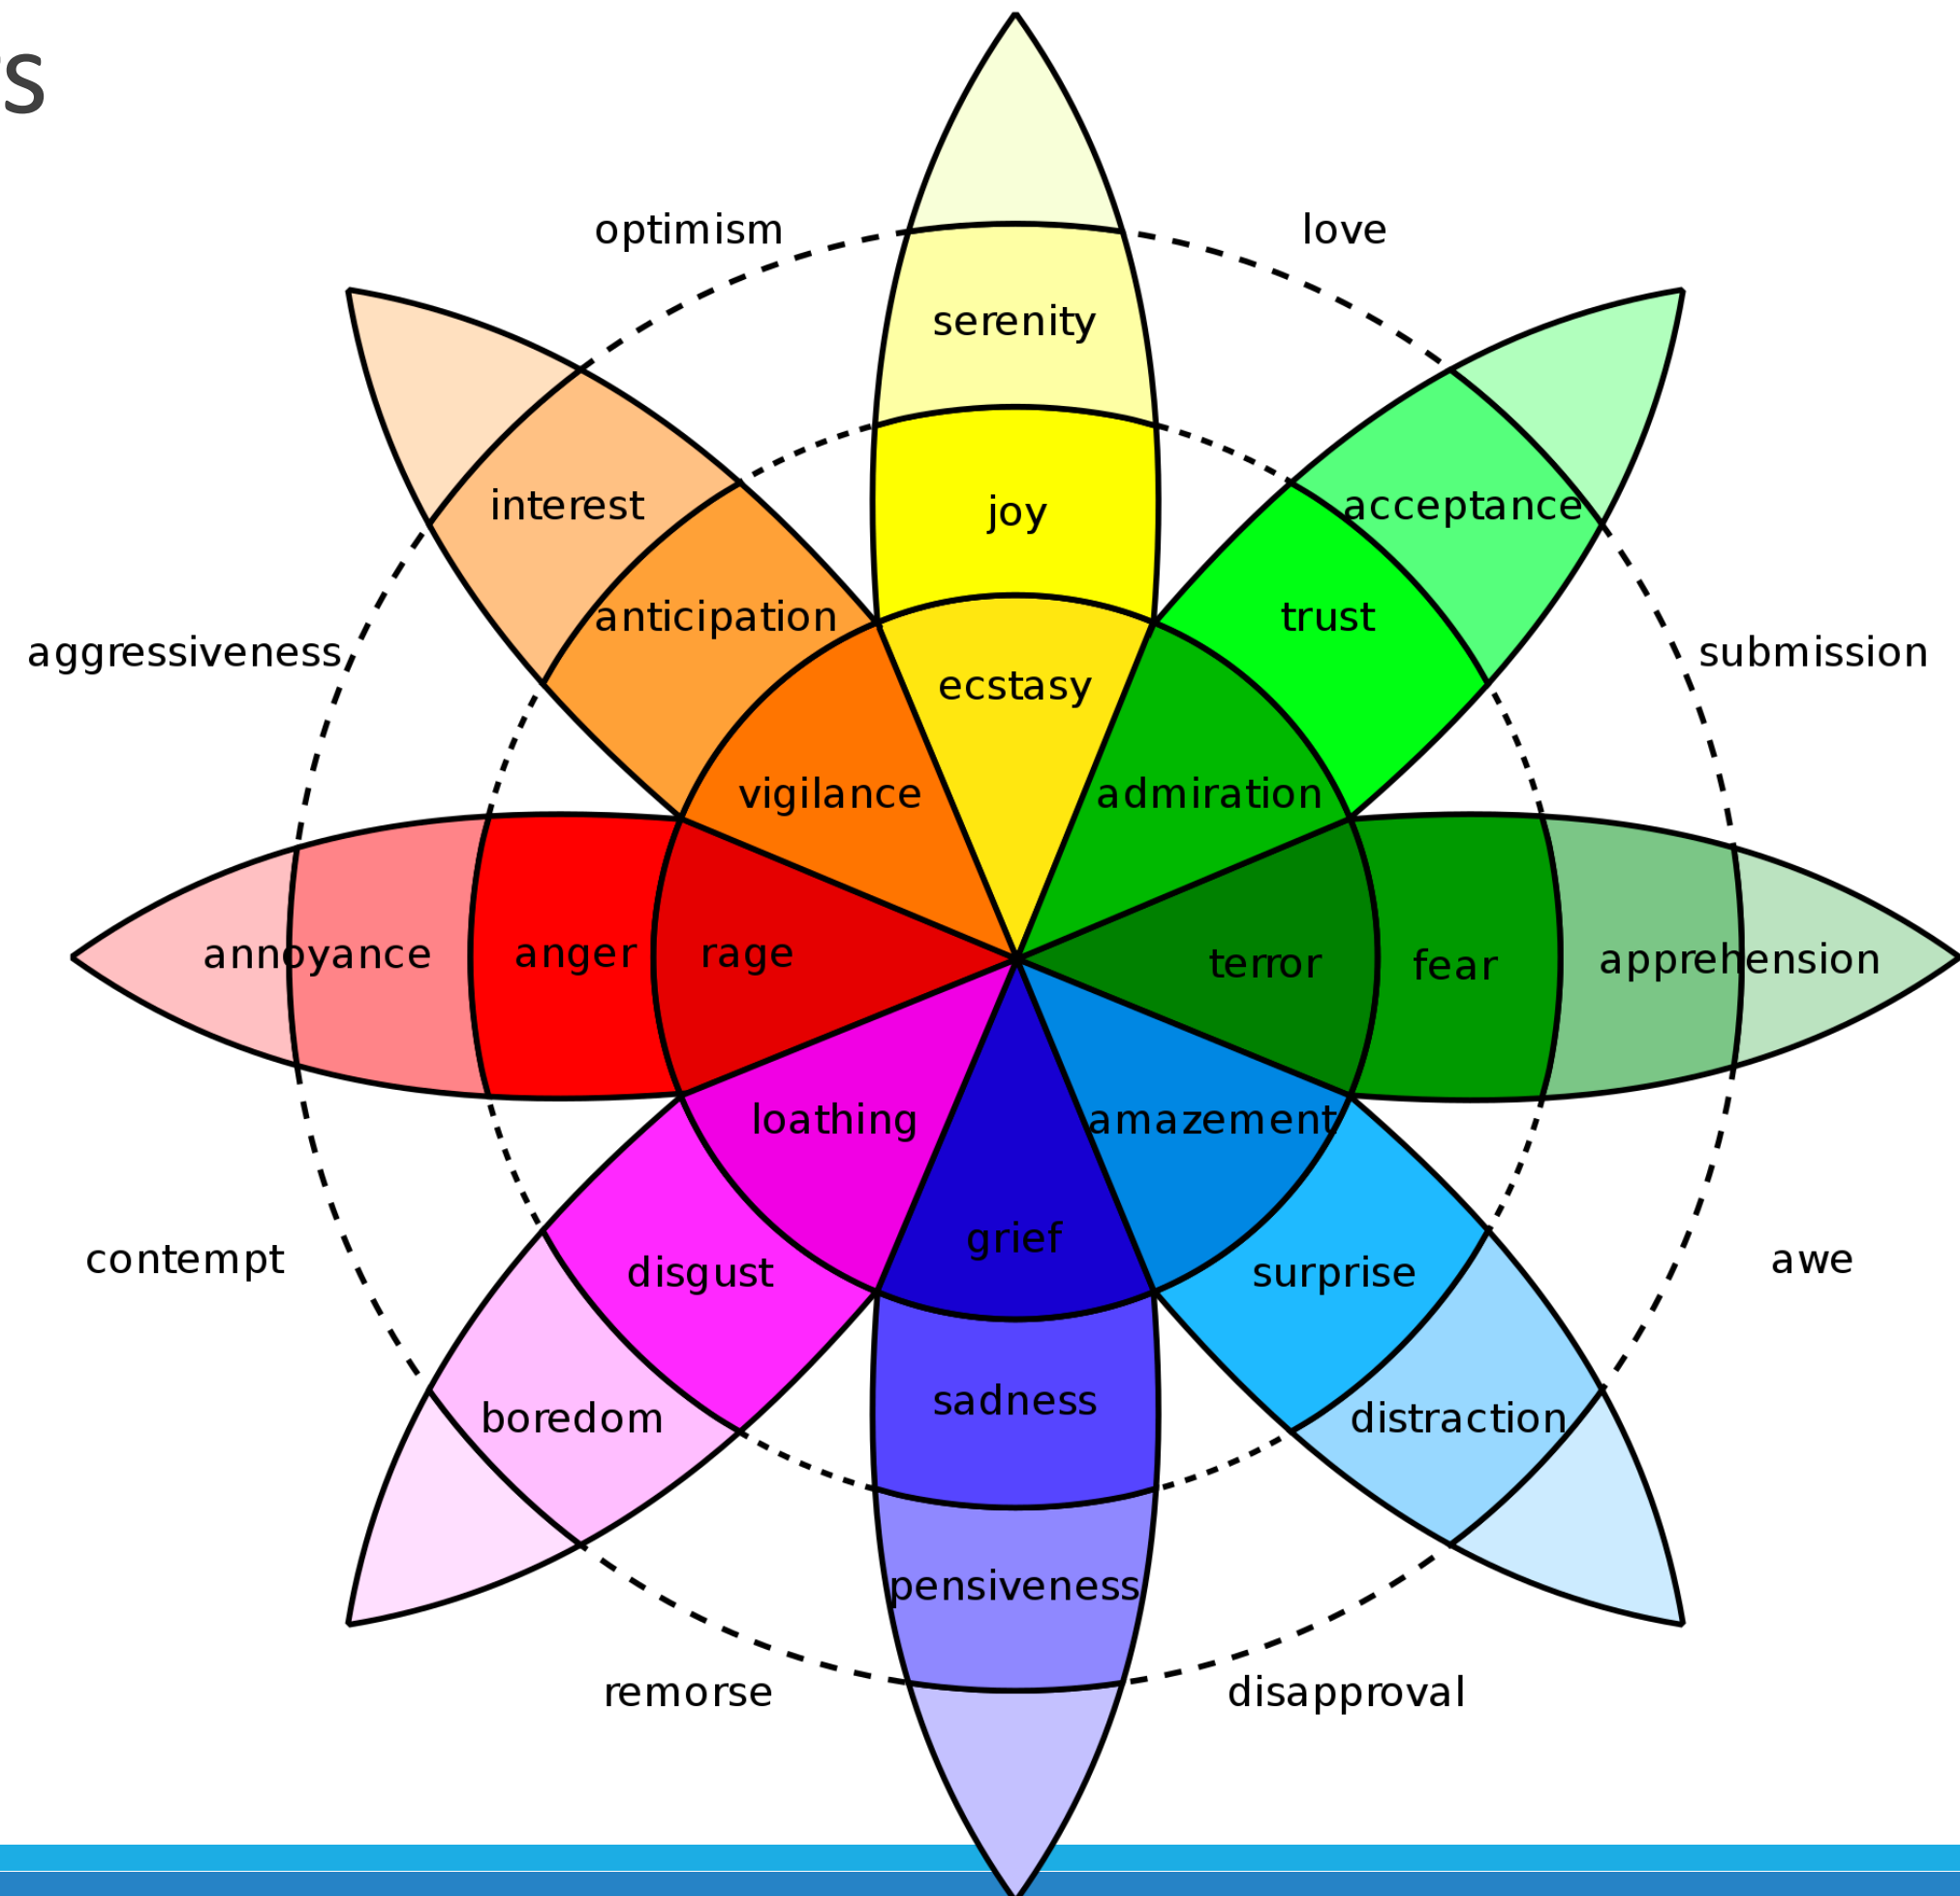 s
optimism
love
serenity
interest
joy
acceptance
anticipation
trust
aggressiveness
submission
ecstasy
vigilance
admiration
annoyance
anger
rage
terror
fear
apprehension
loathing
amazement
grief
contempt
awe
disgust
surprise
sadness
boredom
distraction
pensiveness
remorse
disapproval